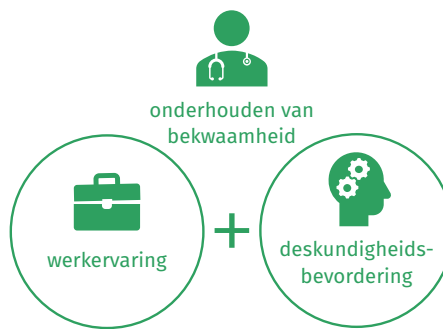 onderhouden van
bekwaamheid
werkervaring
+
deskundigheids-
bevordering